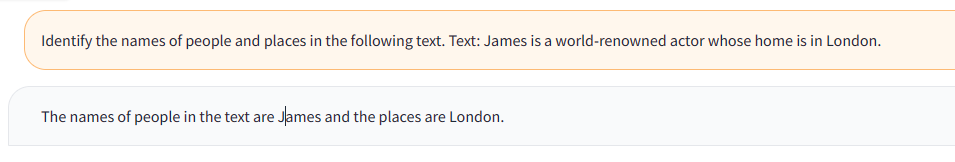 Identify the names of people and places in the following text. Text: James is a world-renowned actor whose home is in London.
The names of people in the text are James and the places are London.